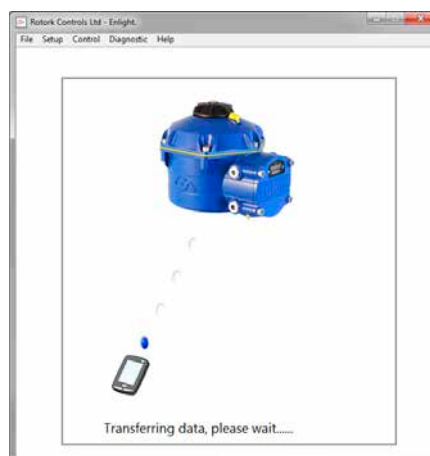 Rotork Controls Ltd - Enlight.
File Setup Control Diagnostic Help
Transferring data, please wait......